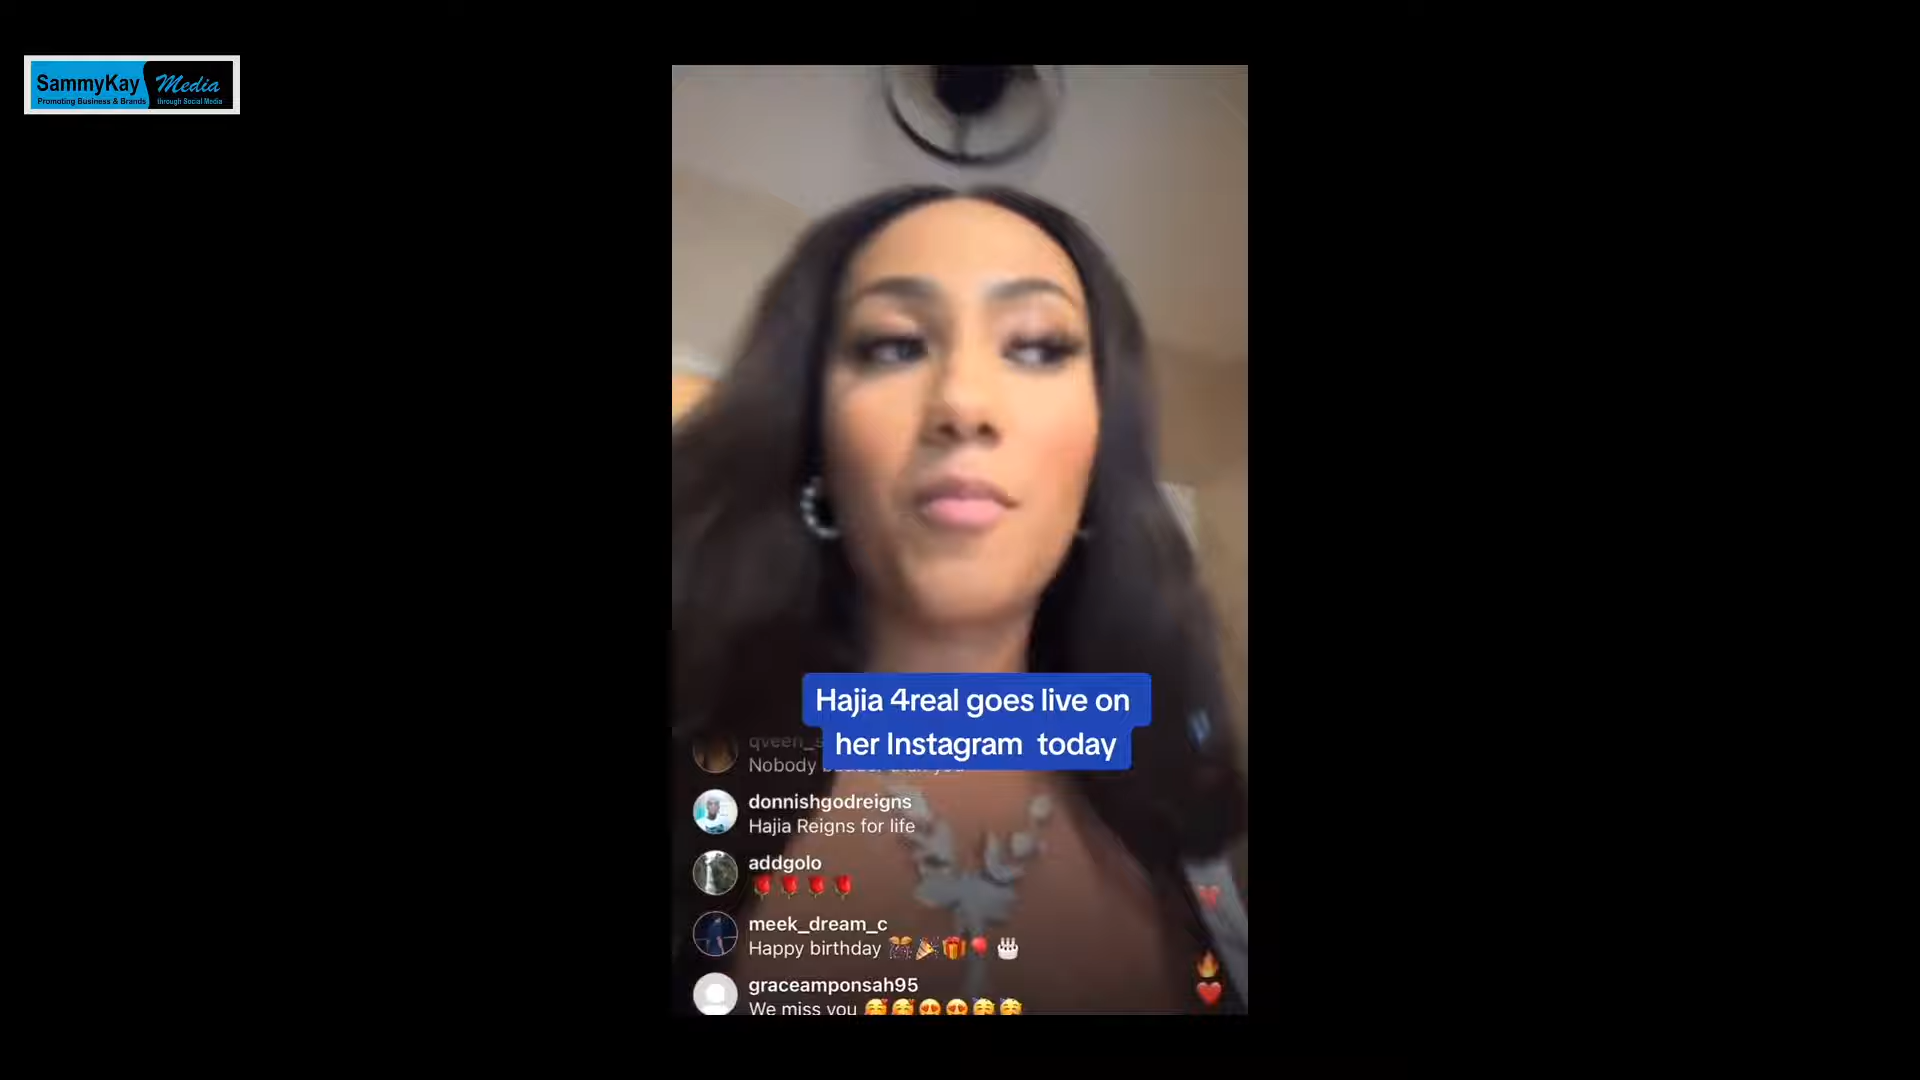 SammyKay Media
Promoting Business & Brands through Social Media
Hajia 4real goes live on
her Instagram today
Nobody
donnishgodreigns
Hajia Reigns for life
addgolo
🌹🌹🌹🌹
meek_dream_c
Happy birthday 🎊🎉🎁🎈🎂
graceamponsah95
We miss you 🥰🥰😍😍🥳🥳